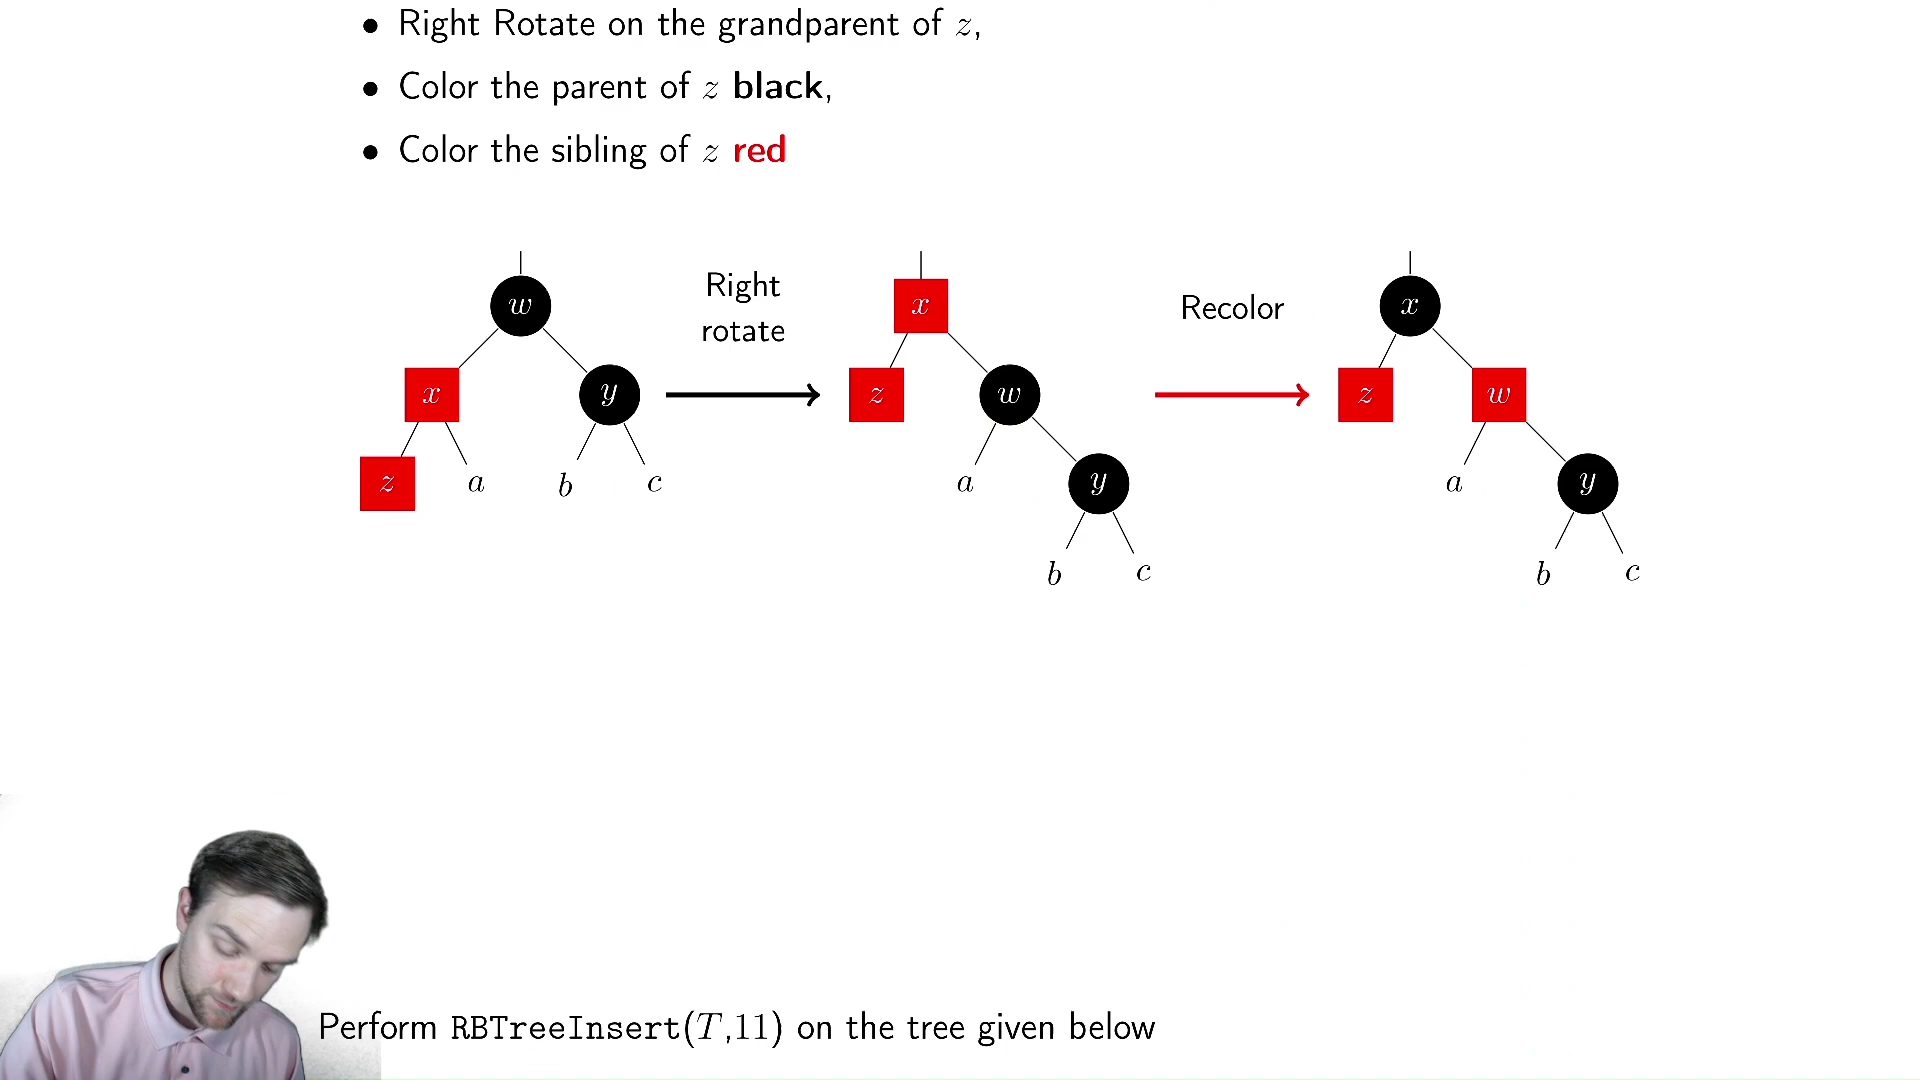 • Right Rotate on the grandparent of z,
• Color the parent of z black,
• Color the sibling of z red
w
x
y
z
a
b
c
Right
rotate
x
z
w
a
y
b
c
Recolor
x
z
w
a
y
b
c
Perform RBTreeInsert(T,11) on the tree given below